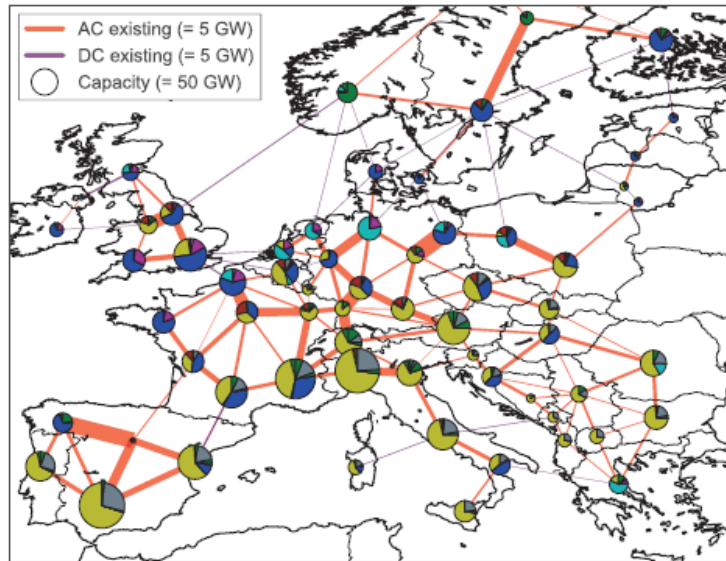 AC existing (= 5 GW)
DC existing (= 5 GW)
Capacity (= 50 GW)